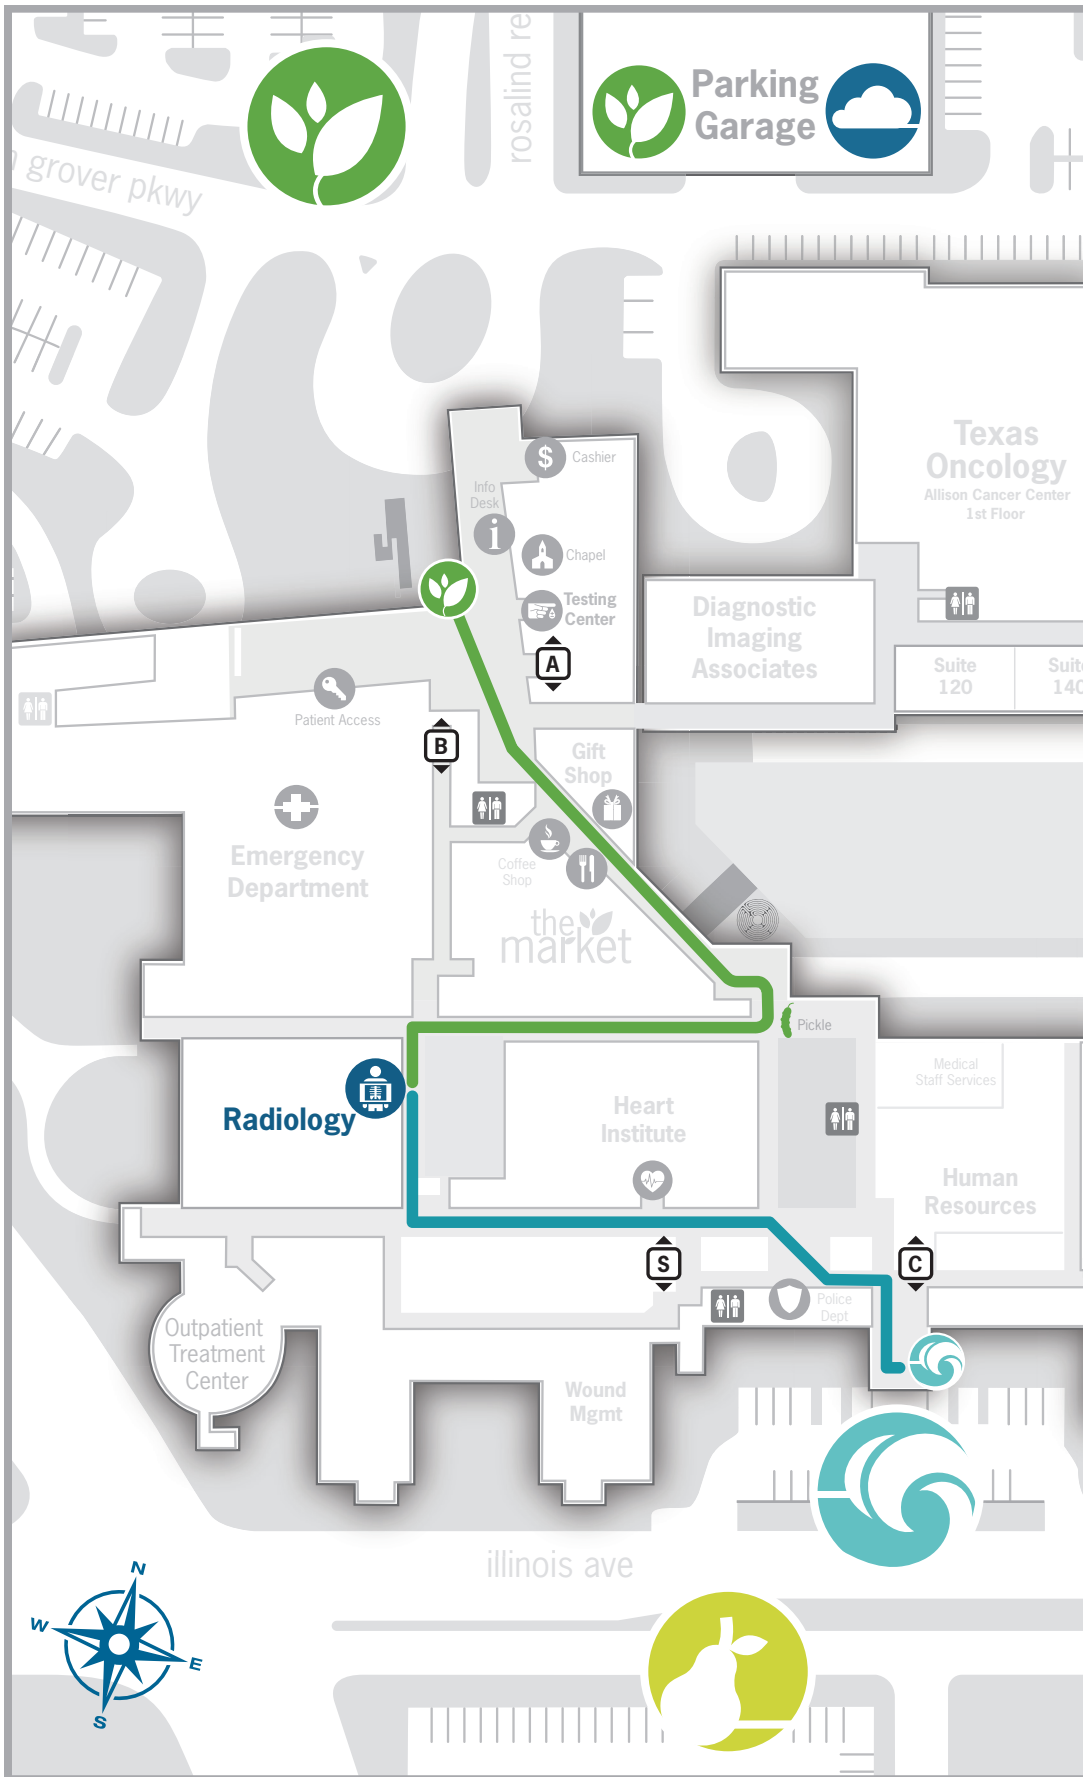 rosalind re
Parking
Garage
n grover pkwy
Texas
Oncology
Allison Cancer Center
1st Floor
$
Cashier
Info
Desk
i
Chapel
Testing
Center
A
Diagnostic
Imaging
Associates
Suite
120
Suite
140
Patient Access
B
Gift
Shop
Emergency
Department
Coffee
Shop
the
market
Pickle
Medical
Staff Services
Radiology
Heart
Institute
Human
Resources
S
C
Police
Dept
Outpatient
Treatment
Center
Wound
Mgmt
illinois ave
N
W
E
S